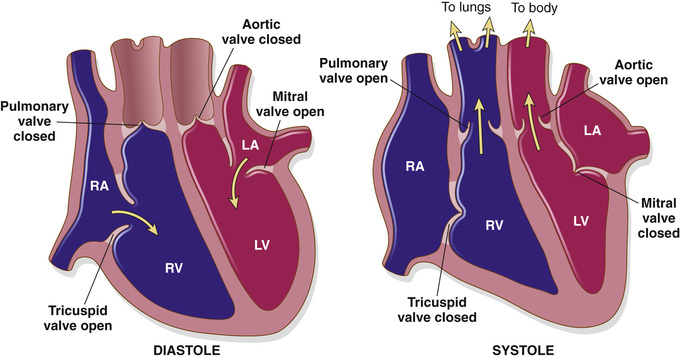 Aortic
valve closed
Mitral
valve open
Pulmonary
valve
closed
LA
RA
RV
LV
Tricuspid
valve open
DIASTOLE
To lungs
To body
Pulmonary
valve open
Aortic
valve open
LA
RA
RV
LV
Mitral
valve
closed
Tricuspid
valve closed
SYSTOLE